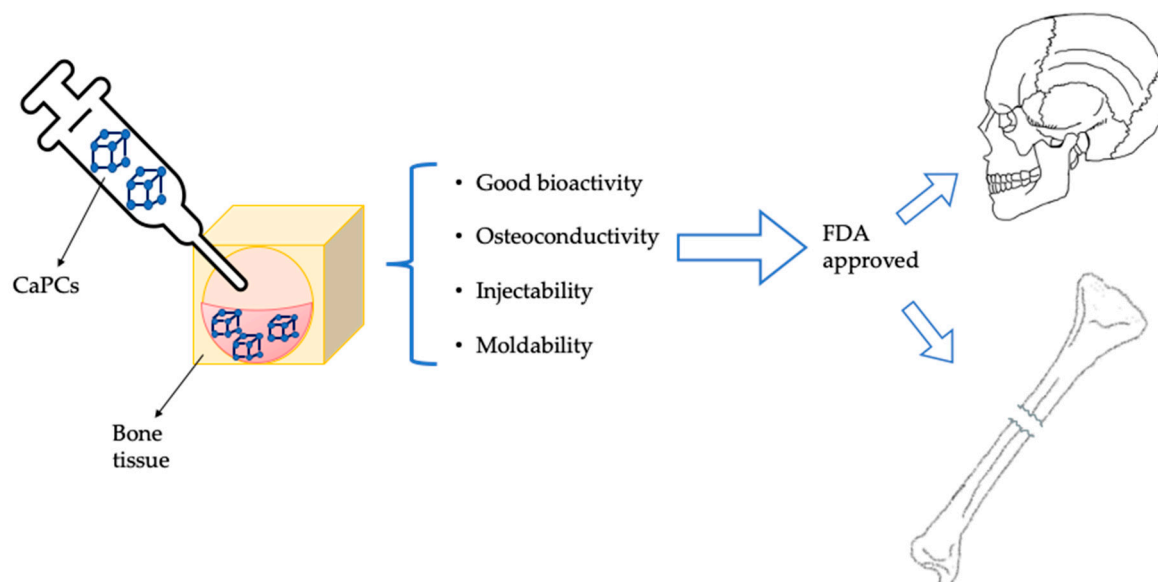 CaPCs
Bone
tissue
• Good bioactivity
• Osteoconductivity
• Injectability
• Moldability
FDA
approved